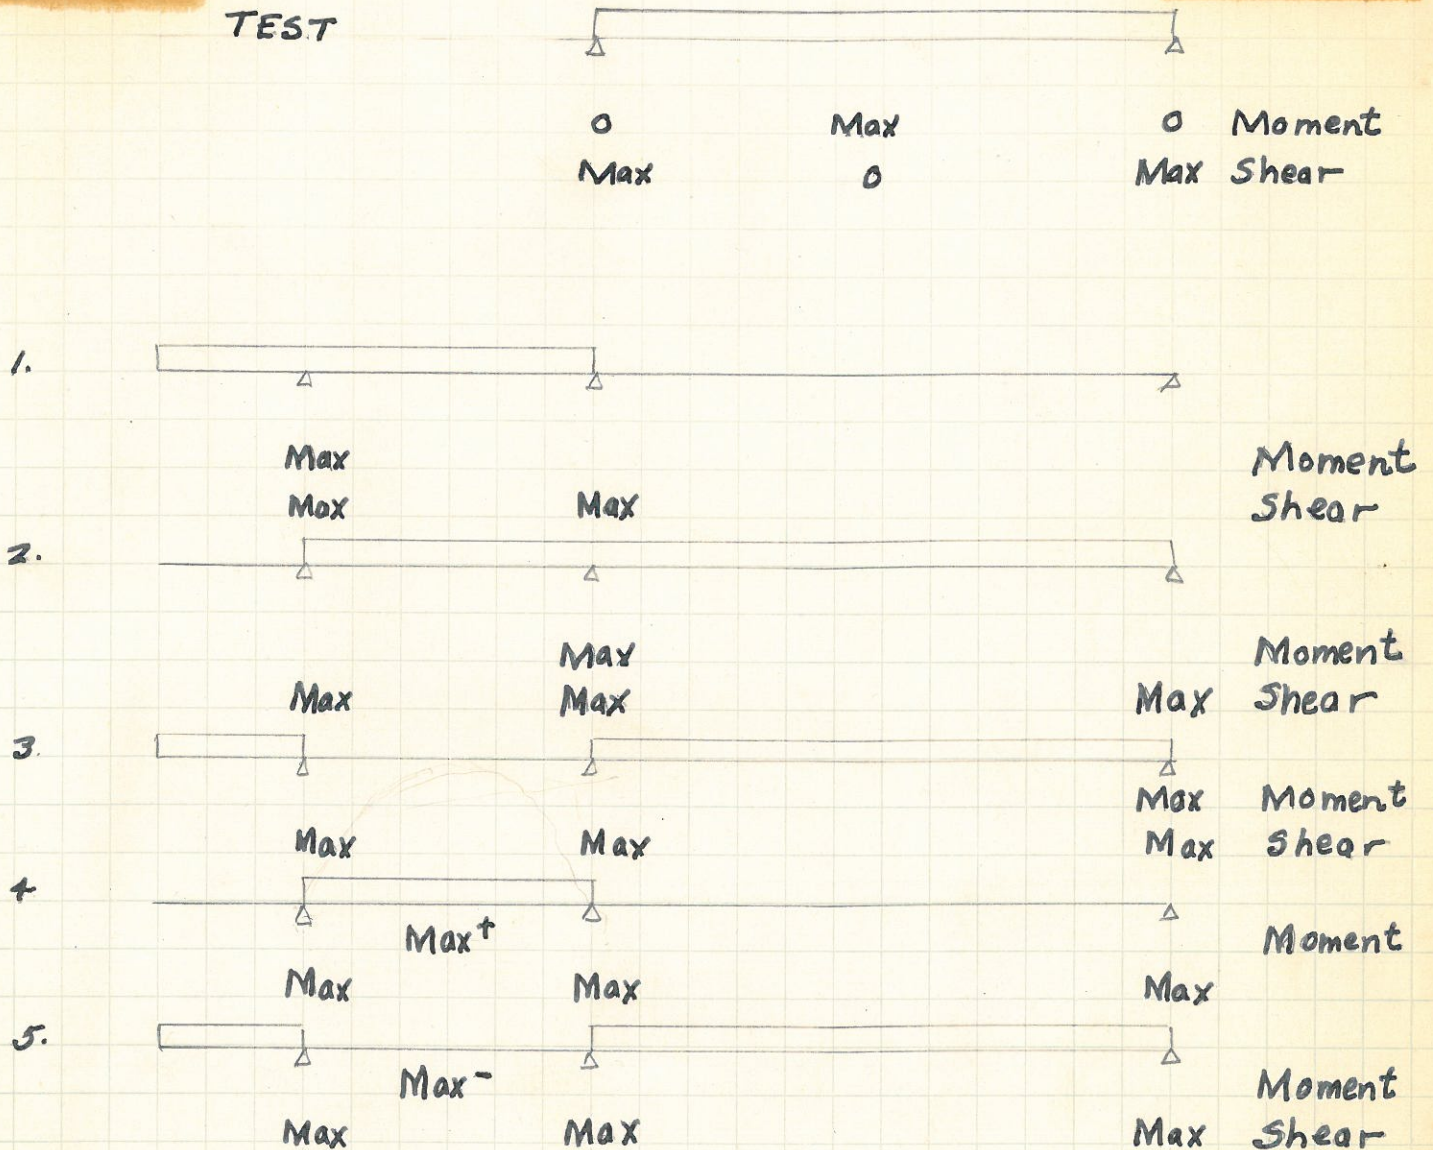 TEST
0 Max 0 Moment
Max 0 Max Shear
1.
Max Moment
Max Max Shear
2.
Max Moment
Max Max Max Shear
3.
Max Moment
Max Max Max Shear
4
Max+ Moment
Max Max Max
5.
Max- Moment
Max Max Max Shear